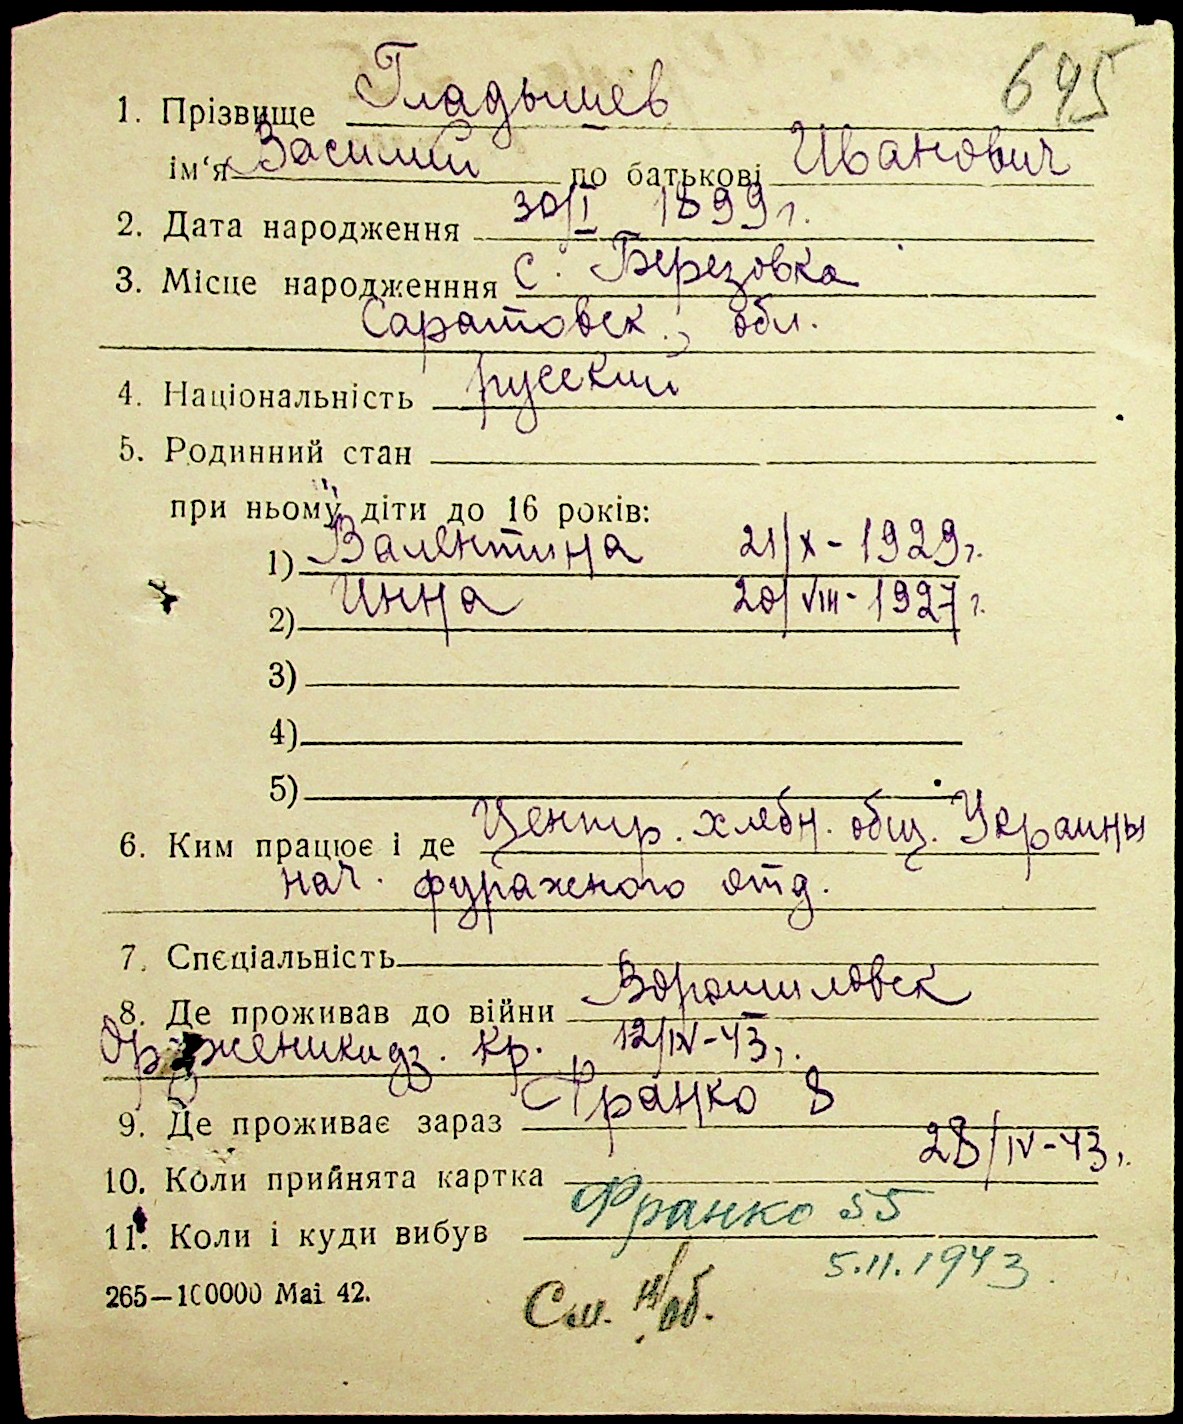 695
1. Прізвище Гладышев
ім‘я Василий по батькові Иванович
2. Дата народження 30/I 1899 г.
3. Місце народженння с. Березовка
Саратовск., обл.
4. Національність русский
5. Родинний стан
при ньому діти до 16 років:
1) Валентина 21/X - 1929 г.
2) Инна 20/VIII - 1927 г.
3)
4)
5)
6. Ким працює і де Центр. хлебн. общ. Украины
нач. фуражного отд.
7. Спеціальність
8. Де проживав до війни Ворошиловск
Орджениκидз. кр. 12/IV-43 г.
9. Де проживає зараз Франко 8
28/IV-43 г.
10. Коли прийнята картка
Франко 55
11. Коли і куди вибув
5.11.1943
265—100000 Маі 42.
См. н/об.